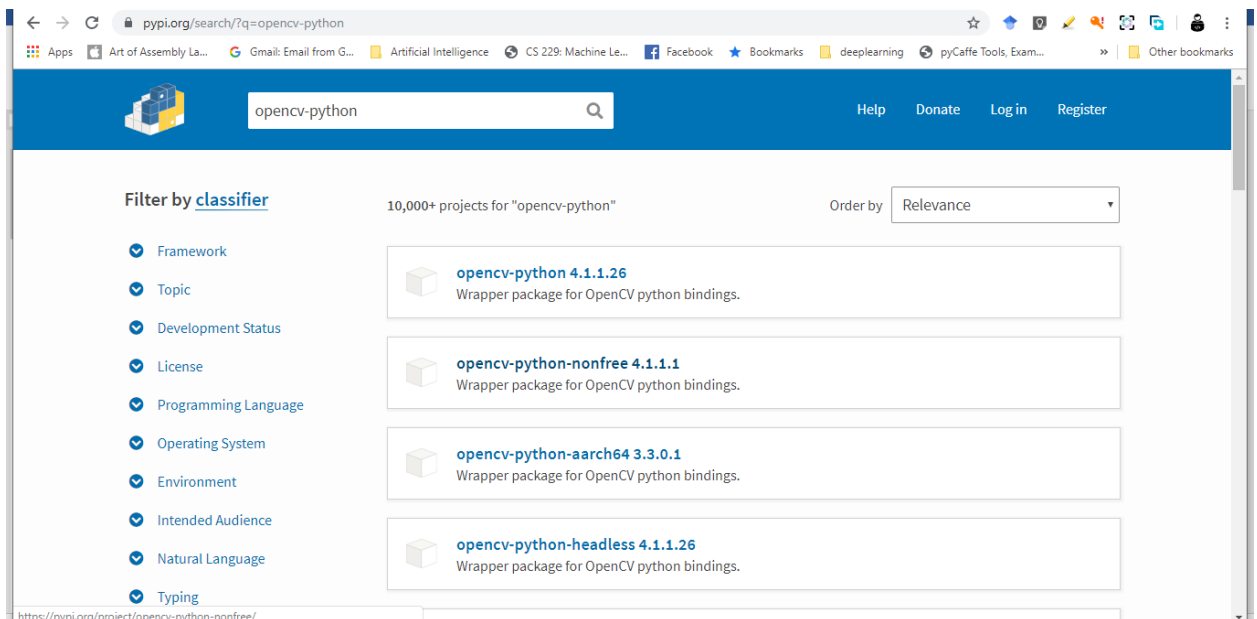 pypi.org/search/?q=opencv-python
Apps Art of Assembly La... Gmail: Email from G... Artificial Intelligence CS 229: Machine Le... Facebook Bookmarks deeplearning pyCaffe Tools, Exam... » Other bookmarks
opencv-python Help Donate Log in Register
Filter by classifier
10,000+ projects for "opencv-python" Order by Relevance
Framework
Topic
Development Status
License
Programming Language
Operating System
Environment
Intended Audience
Natural Language
Typing
opencv-python 4.1.1.26
Wrapper package for OpenCV python bindings.
opencv-python-nonfree 4.1.1.1
Wrapper package for OpenCV python bindings.
opencv-python-aarch64 3.3.0.1
Wrapper package for OpenCV python bindings.
opencv-python-headless 4.1.1.26
Wrapper package for OpenCV python bindings.
https://pypi.org/project/opencv-python-nonfree/